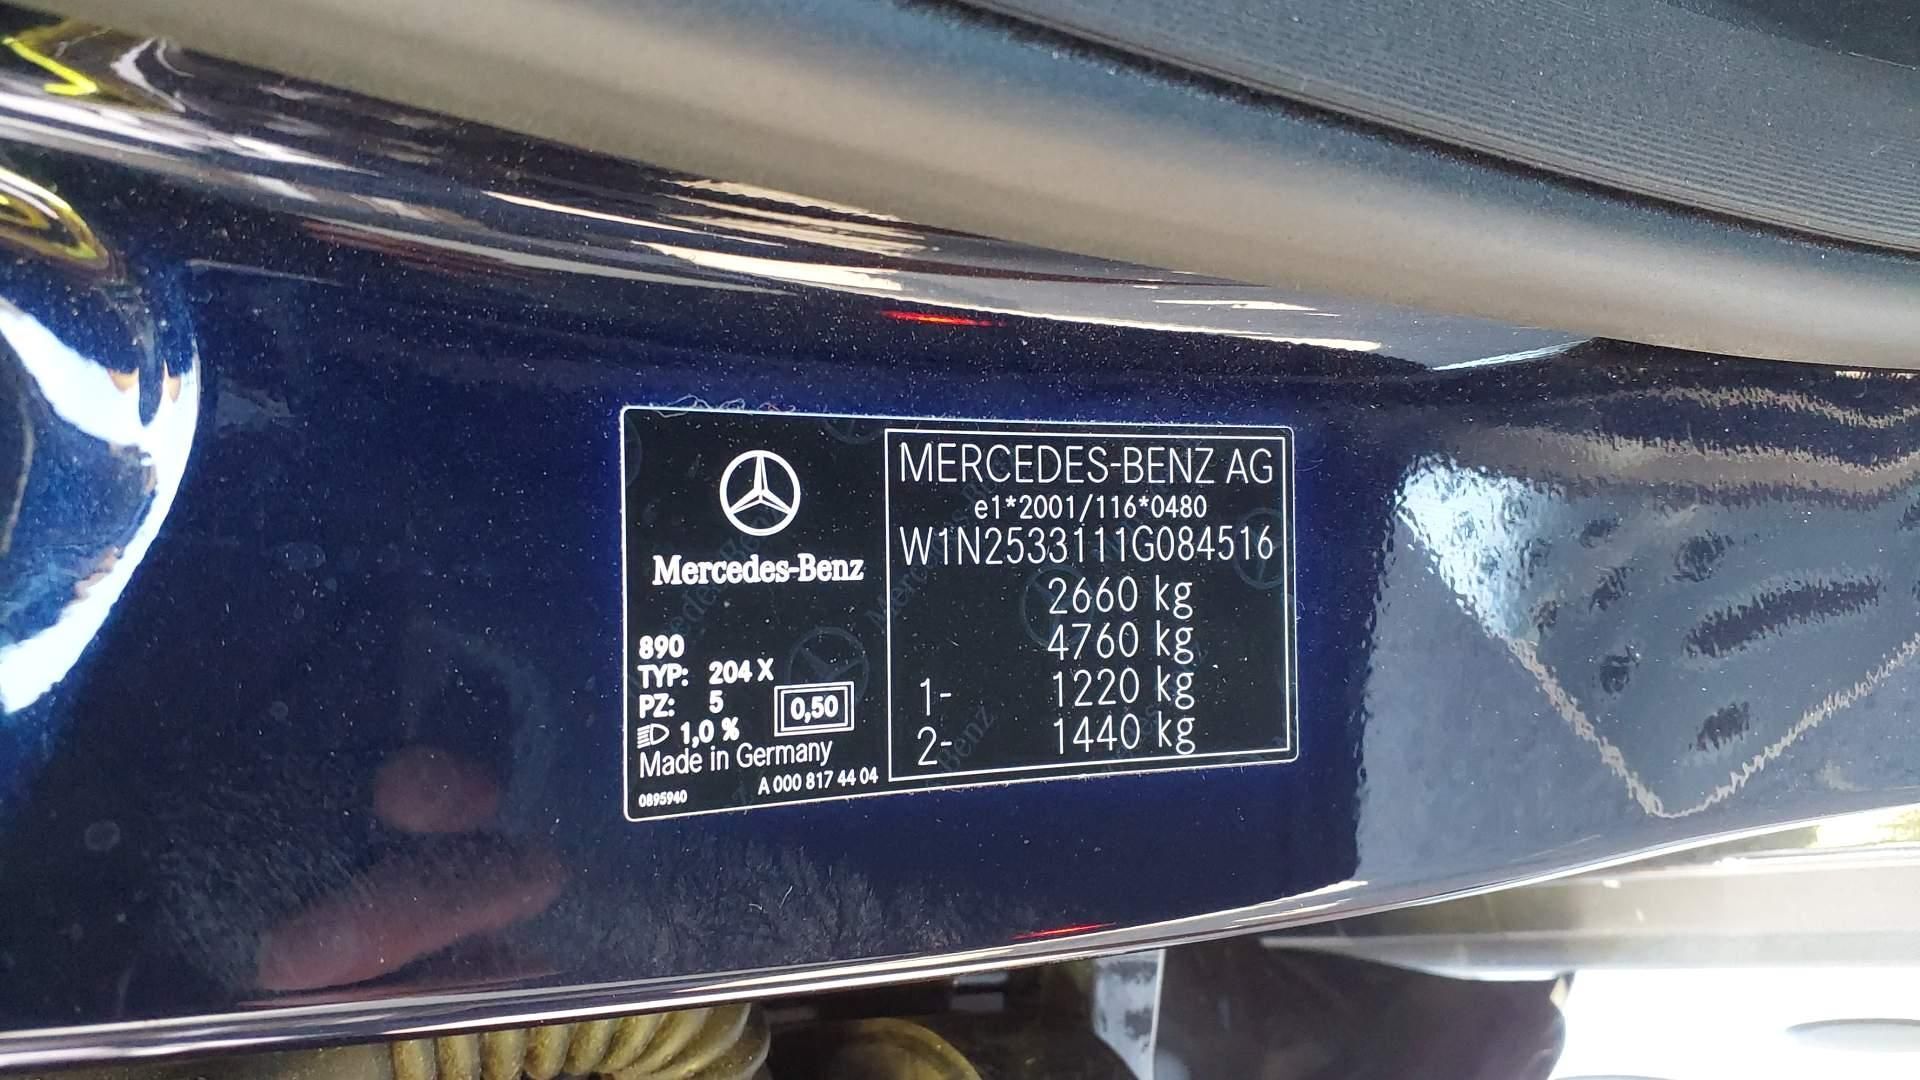 Mercedes-Benz
890
TYP: 204 X
PZ: 5
0,50
1,0 %
Made in Germany
A 000 817 44 04
0895940
MERCEDES-BENZ AG
e1*2001/116*0480
W1N2533111G084516
2660 kg
4760 kg
1- 1220 kg
2- 1440 kg